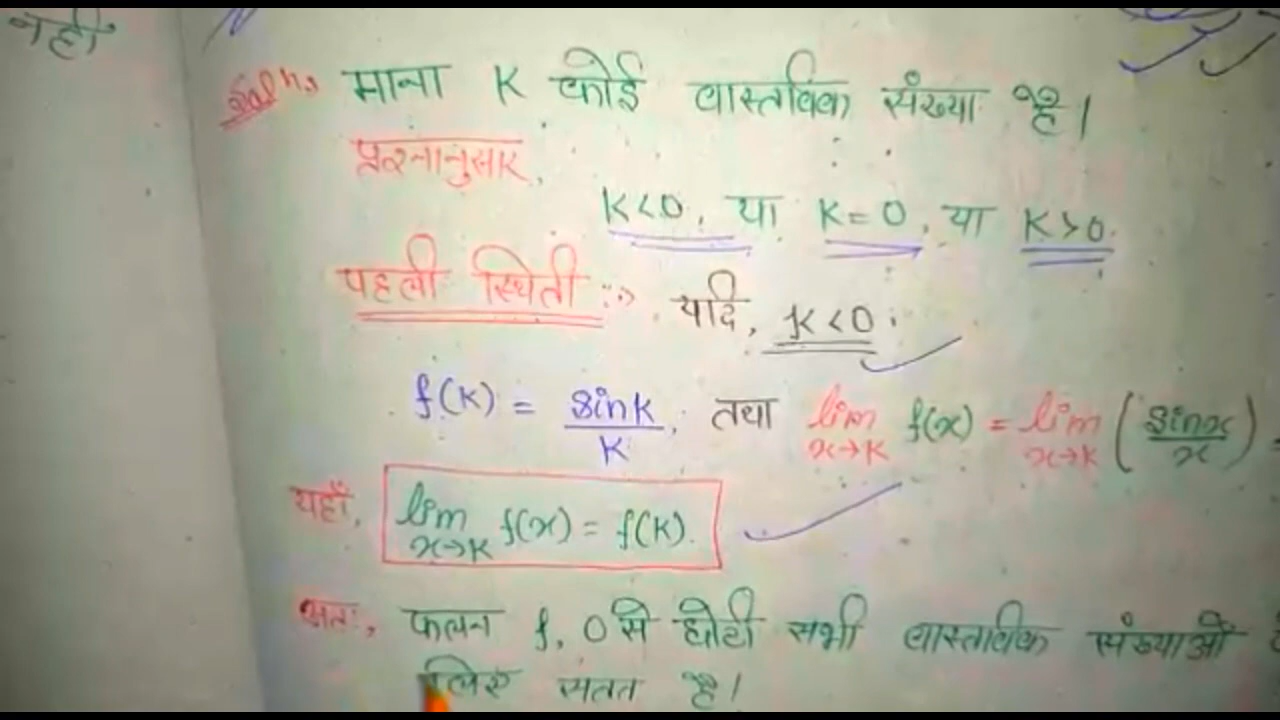 नहीं
Solⁿ, माना K कोई वास्तविक संख्या है।
प्रश्नानुसार,
K<0, या K=0, या K>0.
पहली स्थिती :-> यदि, K<0.
f(K) = sinK/K, तथा lim x→K f(x) = lim x→K (sinx/x) =
यहाँ, lim x→K f(x) = f(K).
अतः, फलन f, 0 से छोटी सभी वास्तविक संख्याओं
लिए सतत है।